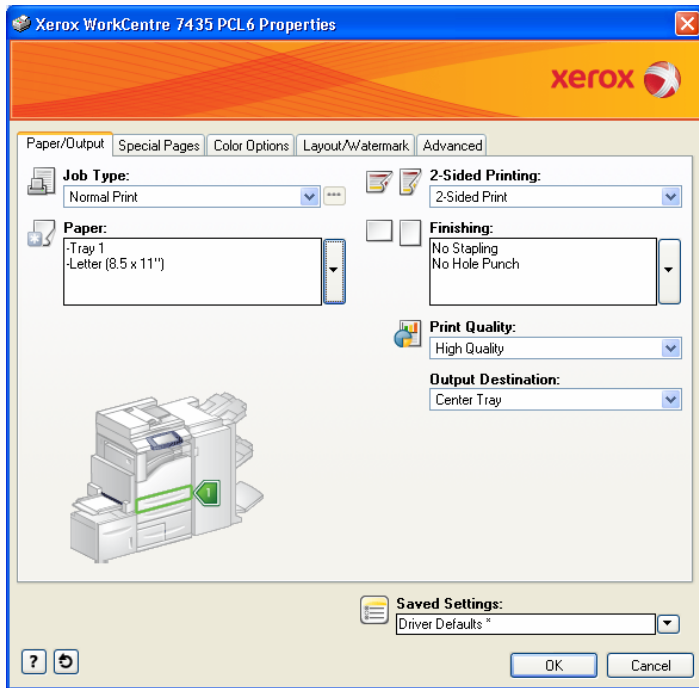 Xerox WorkCentre 7435 PCL6 Properties
xerox
Paper/Output
Special Pages
Color Options
Layout/Watermark
Advanced
Job Type:
Normal Print
2-Sided Printing:
2-Sided Print
Paper:
-Tray 1
-Letter (8.5 x 11")
Finishing:
No Stapling
No Hole Punch
Print Quality:
High Quality
Output Destination:
Center Tray
1
Saved Settings:
Driver Defaults *
?
OK
Cancel